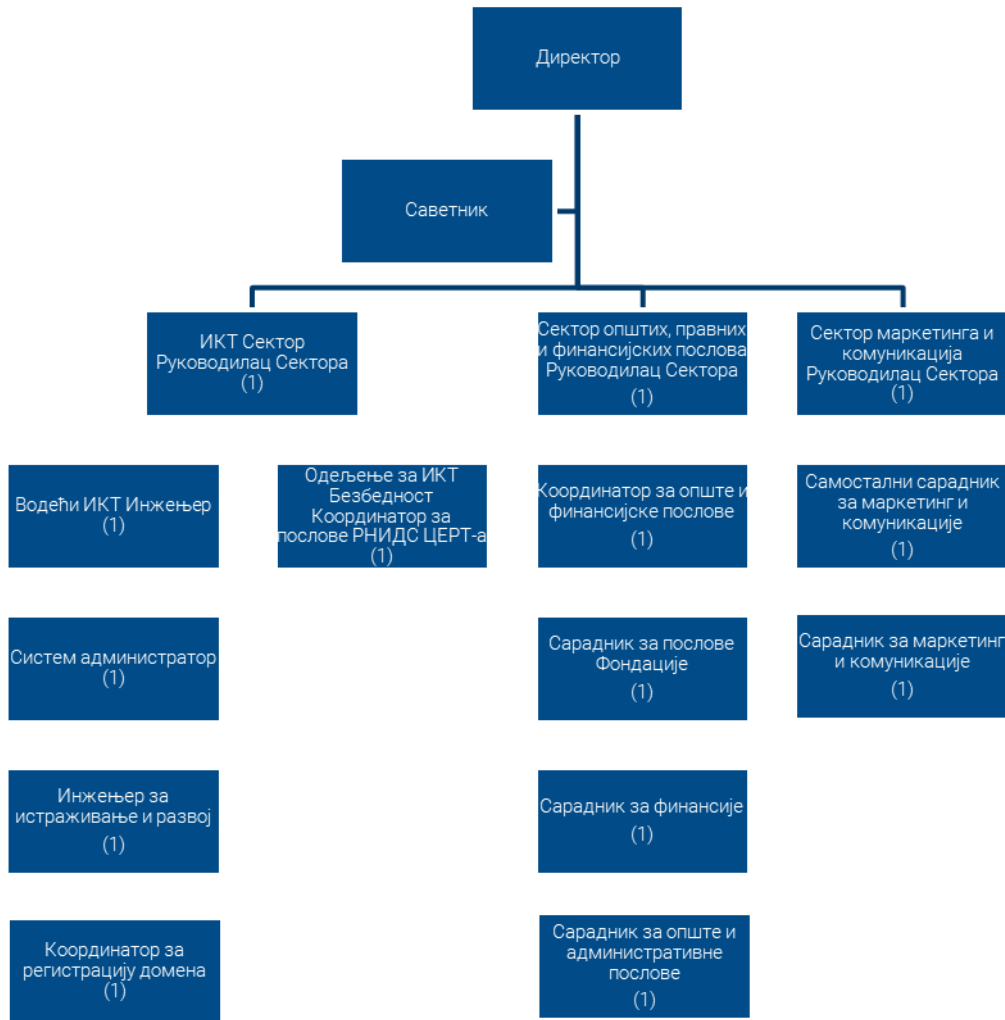 Директор
Саветник
ИКТ Сектор
Руководилац Сектора
(1)
Сектор општих, правних
и финансијских послова
Руководилац Сектора
(1)
Сектор маркетинга и
комуникација
Руководилац Сектора
(1)
Водећи ИКТ Инжењер
(1)
Одељење за ИКТ
Безбедност
Координатор за
послове РНИДС ЦЕРТ-а
(1)
Координатор за опште и
финансијске послове
(1)
Самостални сарадник
за маркетинг и
комуникације
(1)
Систем администратор
(1)
Сарадник за послове
Фондације
(1)
Сарадник за маркетинг
и комуникације
(1)
Инжењер за
истраживање и развој
(1)
Сарадник за финансије
(1)
Координатор за
регистрацију домена
(1)
Сарадник за опште и
административне
послове
(1)